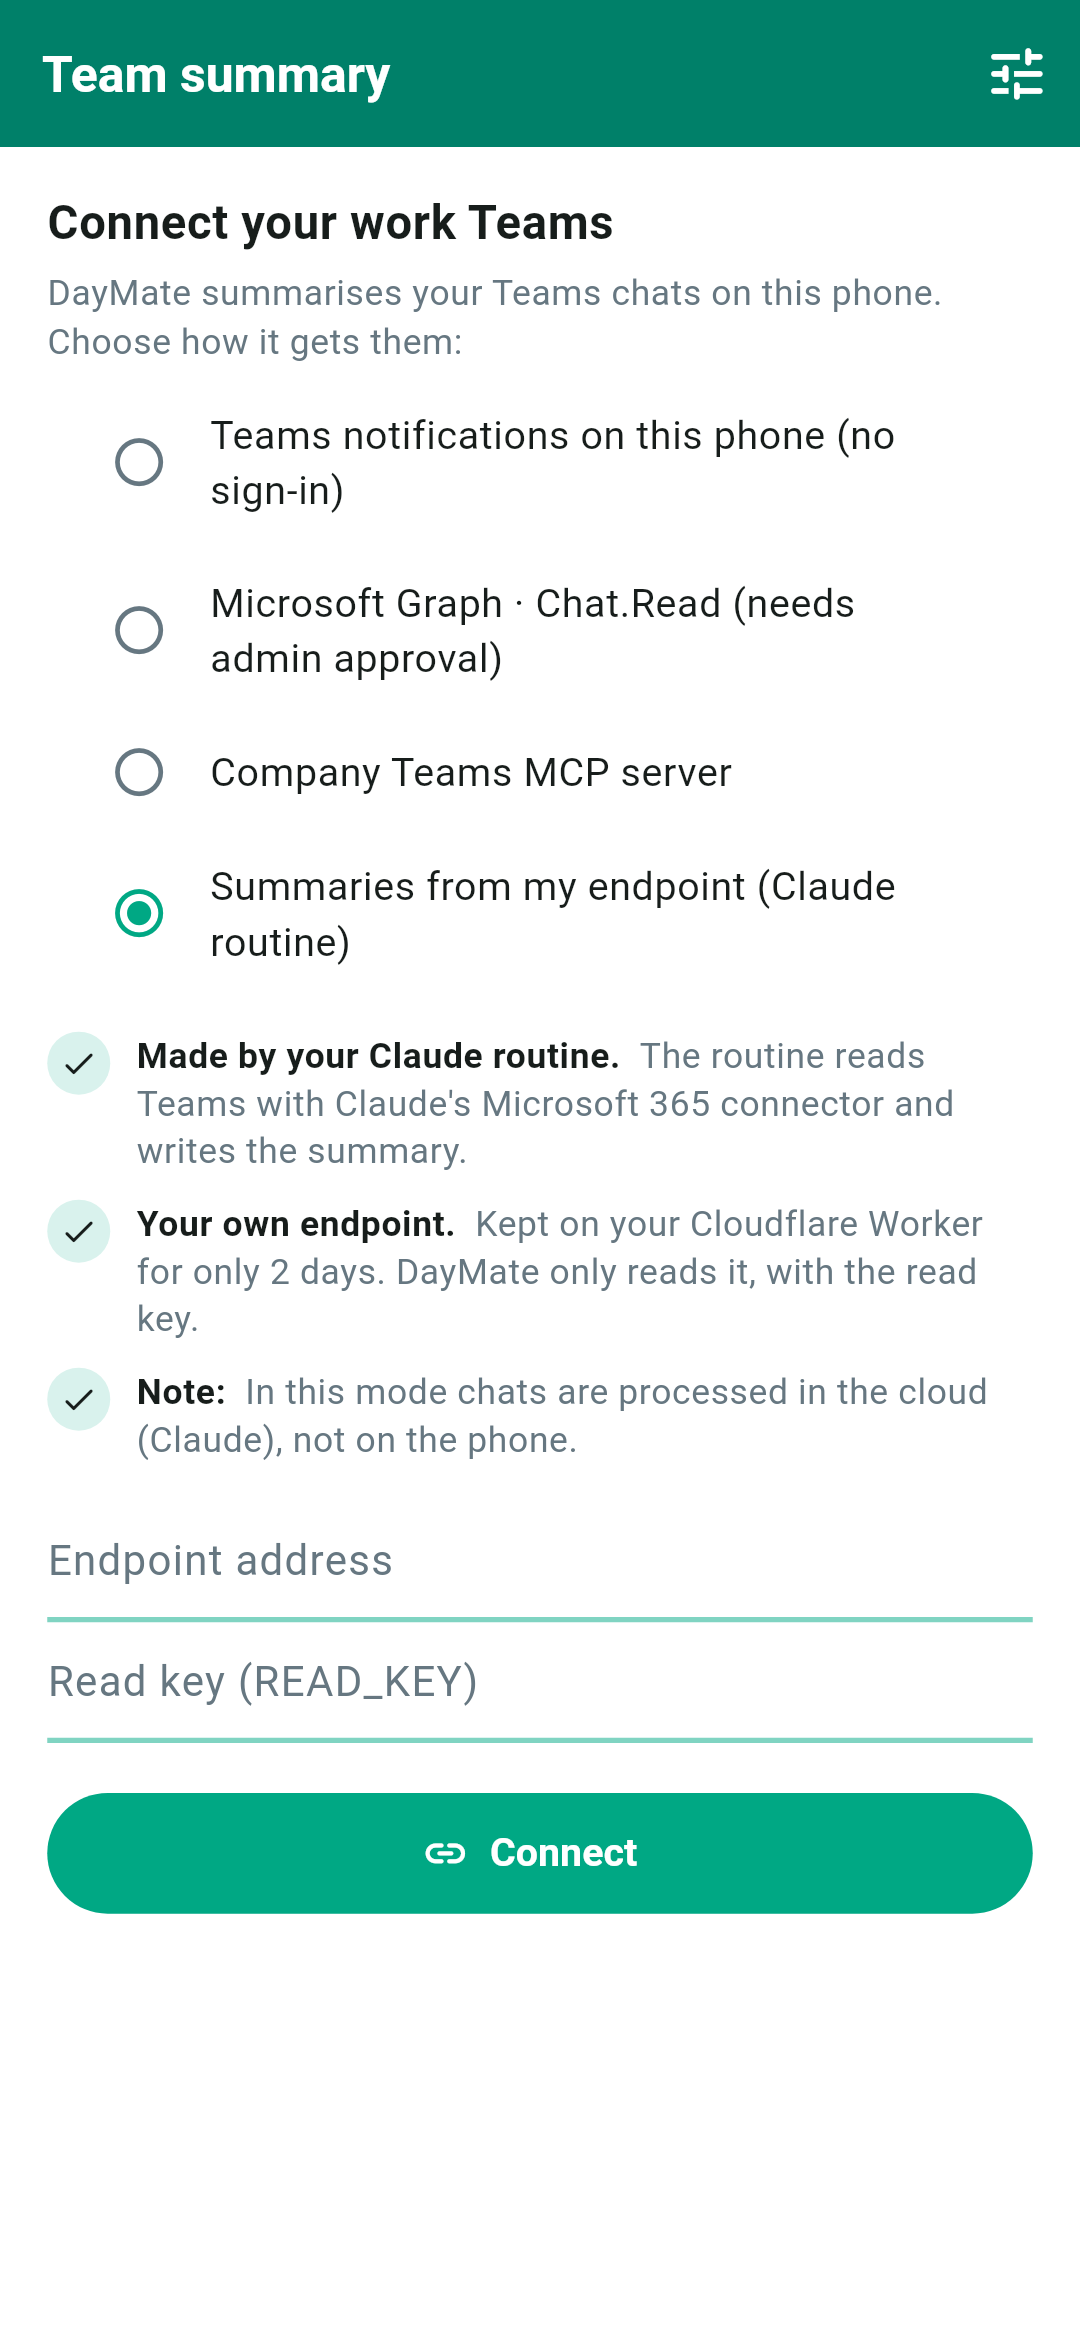 Team summary
Connect your work Teams
DayMate summarises your Teams chats on this phone.
Choose how it gets them:
Teams notifications on this phone (no
sign-in)
Microsoft Graph · Chat.Read (needs
admin approval)
Company Teams MCP server
Summaries from my endpoint (Claude
routine)
Made by your Claude routine. The routine reads
Teams with Claude's Microsoft 365 connector and
writes the summary.
Your own endpoint. Kept on your Cloudflare Worker
for only 2 days. DayMate only reads it, with the read
key.
Note: In this mode chats are processed in the cloud
(Claude), not on the phone.
Endpoint address
Read key (READ_KEY)
Connect